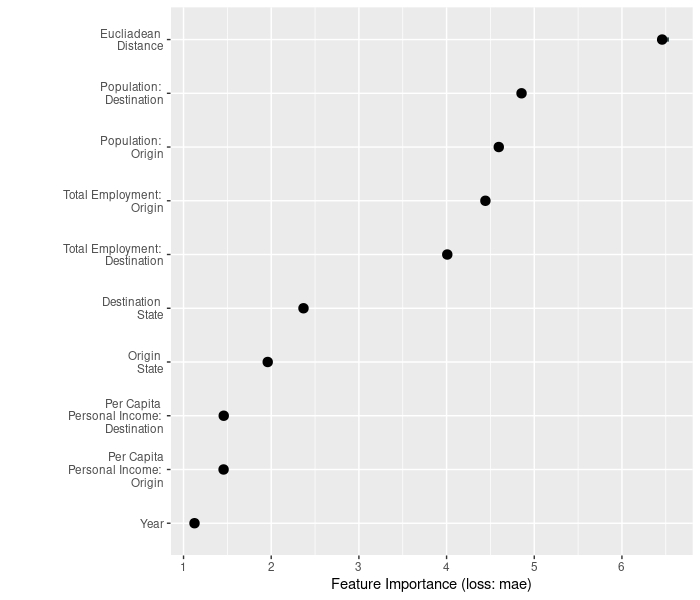 Eucliadean
Distance
Population:
Destination
Population:
Origin
Total Employment:
Origin
Total Employment:
Destination
Destination
State
Origin
State
Per Capita
Personal Income:
Destination
Per Capita
Personal Income:
Origin
Year
1 2 3 4 5 6
Feature Importance (loss: mae)